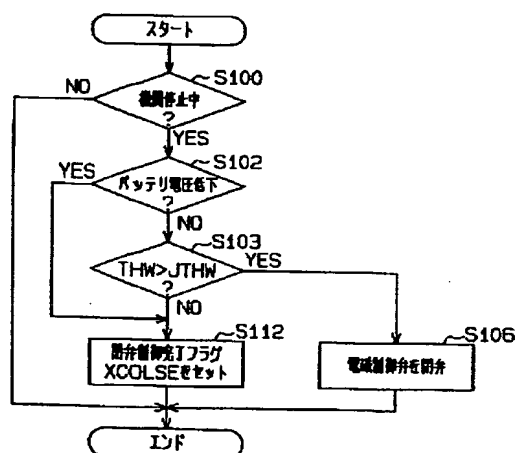 スタート
S100
NO
機関停止中
?
YES
S102
YES
バッテリ電圧低下
?
NO
S103
THW>JTHW
YES
?
NO
S112
閉弁制御完了フラグ
XCOLSEをセット
S106
電磁制御弁を閉弁
エンド